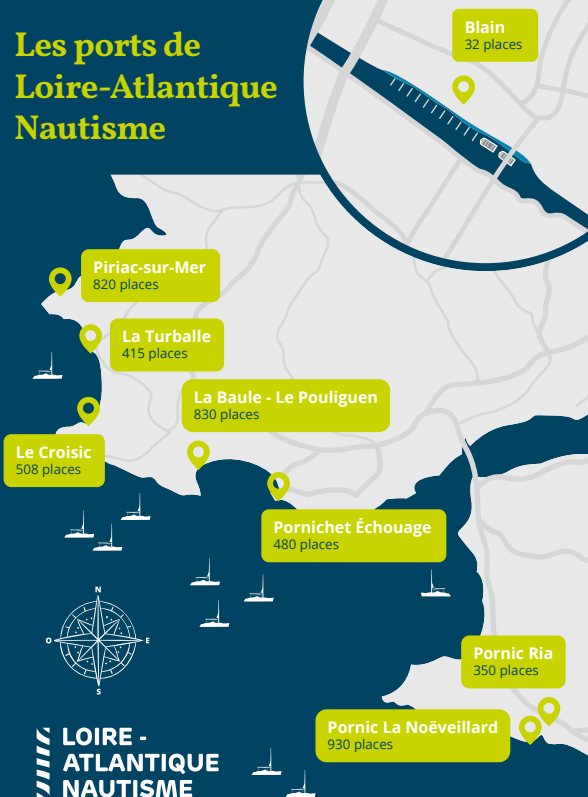 Les ports de
Loire-Atlantique
Nautisme
Blain
32 places
Piriac-sur-Mer
820 places
La Turballe
415 places
La Baule - Le Pouliguen
830 places
Le Croisic
508 places
Pornichet Échouage
480 places
N
O
E
S
Pornic Ria
350 places
Pornic La Noëveillard
930 places
LOIRE -
ATLANTIQUE
NAUTISME